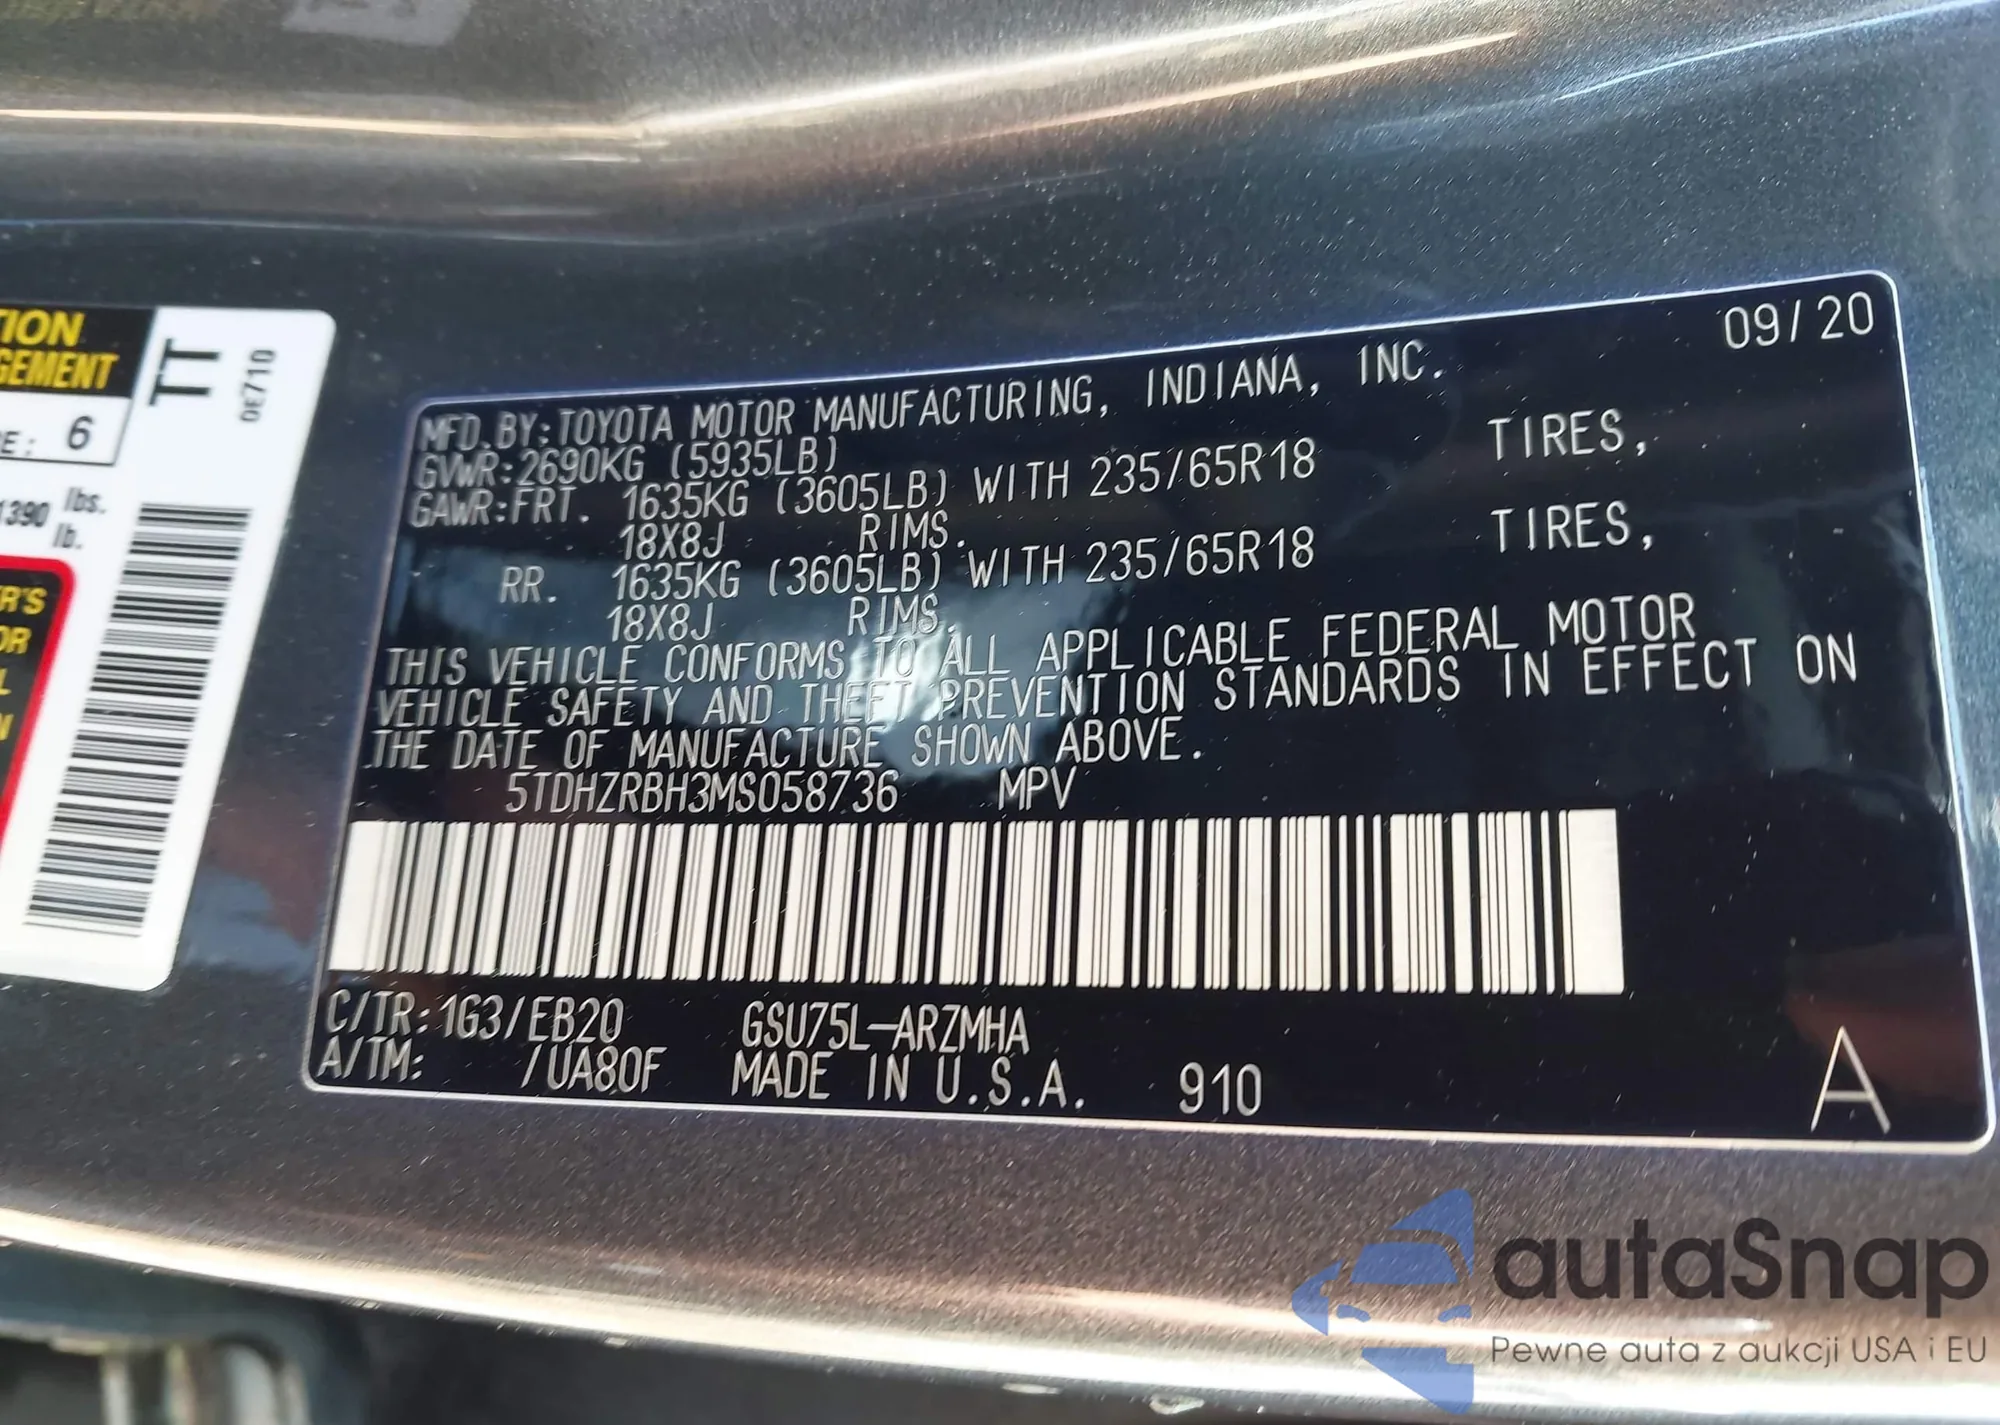 TION
GEMENT
TT
0E710
E: 6
1390 lbs.
lb.
R'S
OR
L
N
09/20
MFD.BY:TOYOTA MOTOR MANUFACTURING, INDIANA, INC.
GVWR:2690KG (5935LB)
GAWR:FRT. 1635KG (3605LB) WITH 235/65R18 TIRES,
18X8J RIMS.
RR. 1635KG (3605LB) WITH 235/65R18 TIRES,
18X8J RIMS.
THIS VEHICLE CONFORMS TO ALL APPLICABLE FEDERAL MOTOR
VEHICLE SAFETY AND THEFT PREVENTION STANDARDS IN EFFECT ON
THE DATE OF MANUFACTURE SHOWN ABOVE.
5TDHZRBH3MS058736 MPV
C/TR:1G3/EB20 GSU75L-ARZMHA
A/TM: /UA80F MADE IN U.S.A. 910
A
autaSnap
Pewne auta z aukcji USA i EU